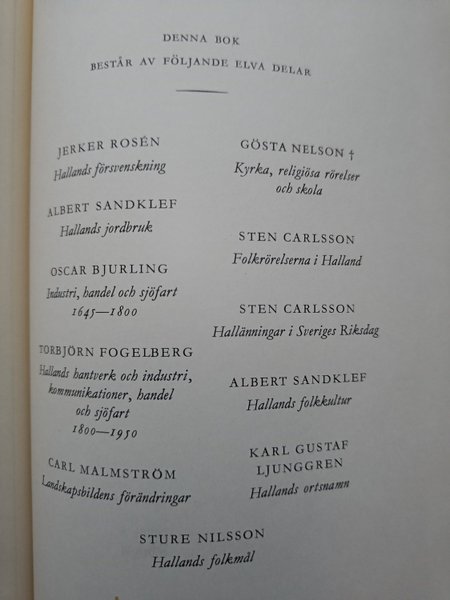 DENNA BOK
BESTÅR AV FÖLJANDE ELVA DELAR
JERKER ROSÉN
Hallands försvenskning
ALBERT SANDKLEF
Hallands jordbruk
OSCAR BJURLING
Industri, handel och sjöfart
1645—1800
TORBJÖRN FOGELBERG
Hallands hantverk och industri,
kommunikationer, handel
och sjöfart
1800—1950
CARL MALMSTRÖM
Landskapsbildens förändringar
GÖSTA NELSON †
Kyrka, religiösa rörelser
och skola
STEN CARLSSON
Folkrörelserna i Halland
STEN CARLSSON
Hallänningar i Sveriges Riksdag
ALBERT SANDKLEF
Hallands folkkultur
KARL GUSTAF
LJUNGGREN
Hallands ortsnamn
STURE NILSSON
Hallands folkmål